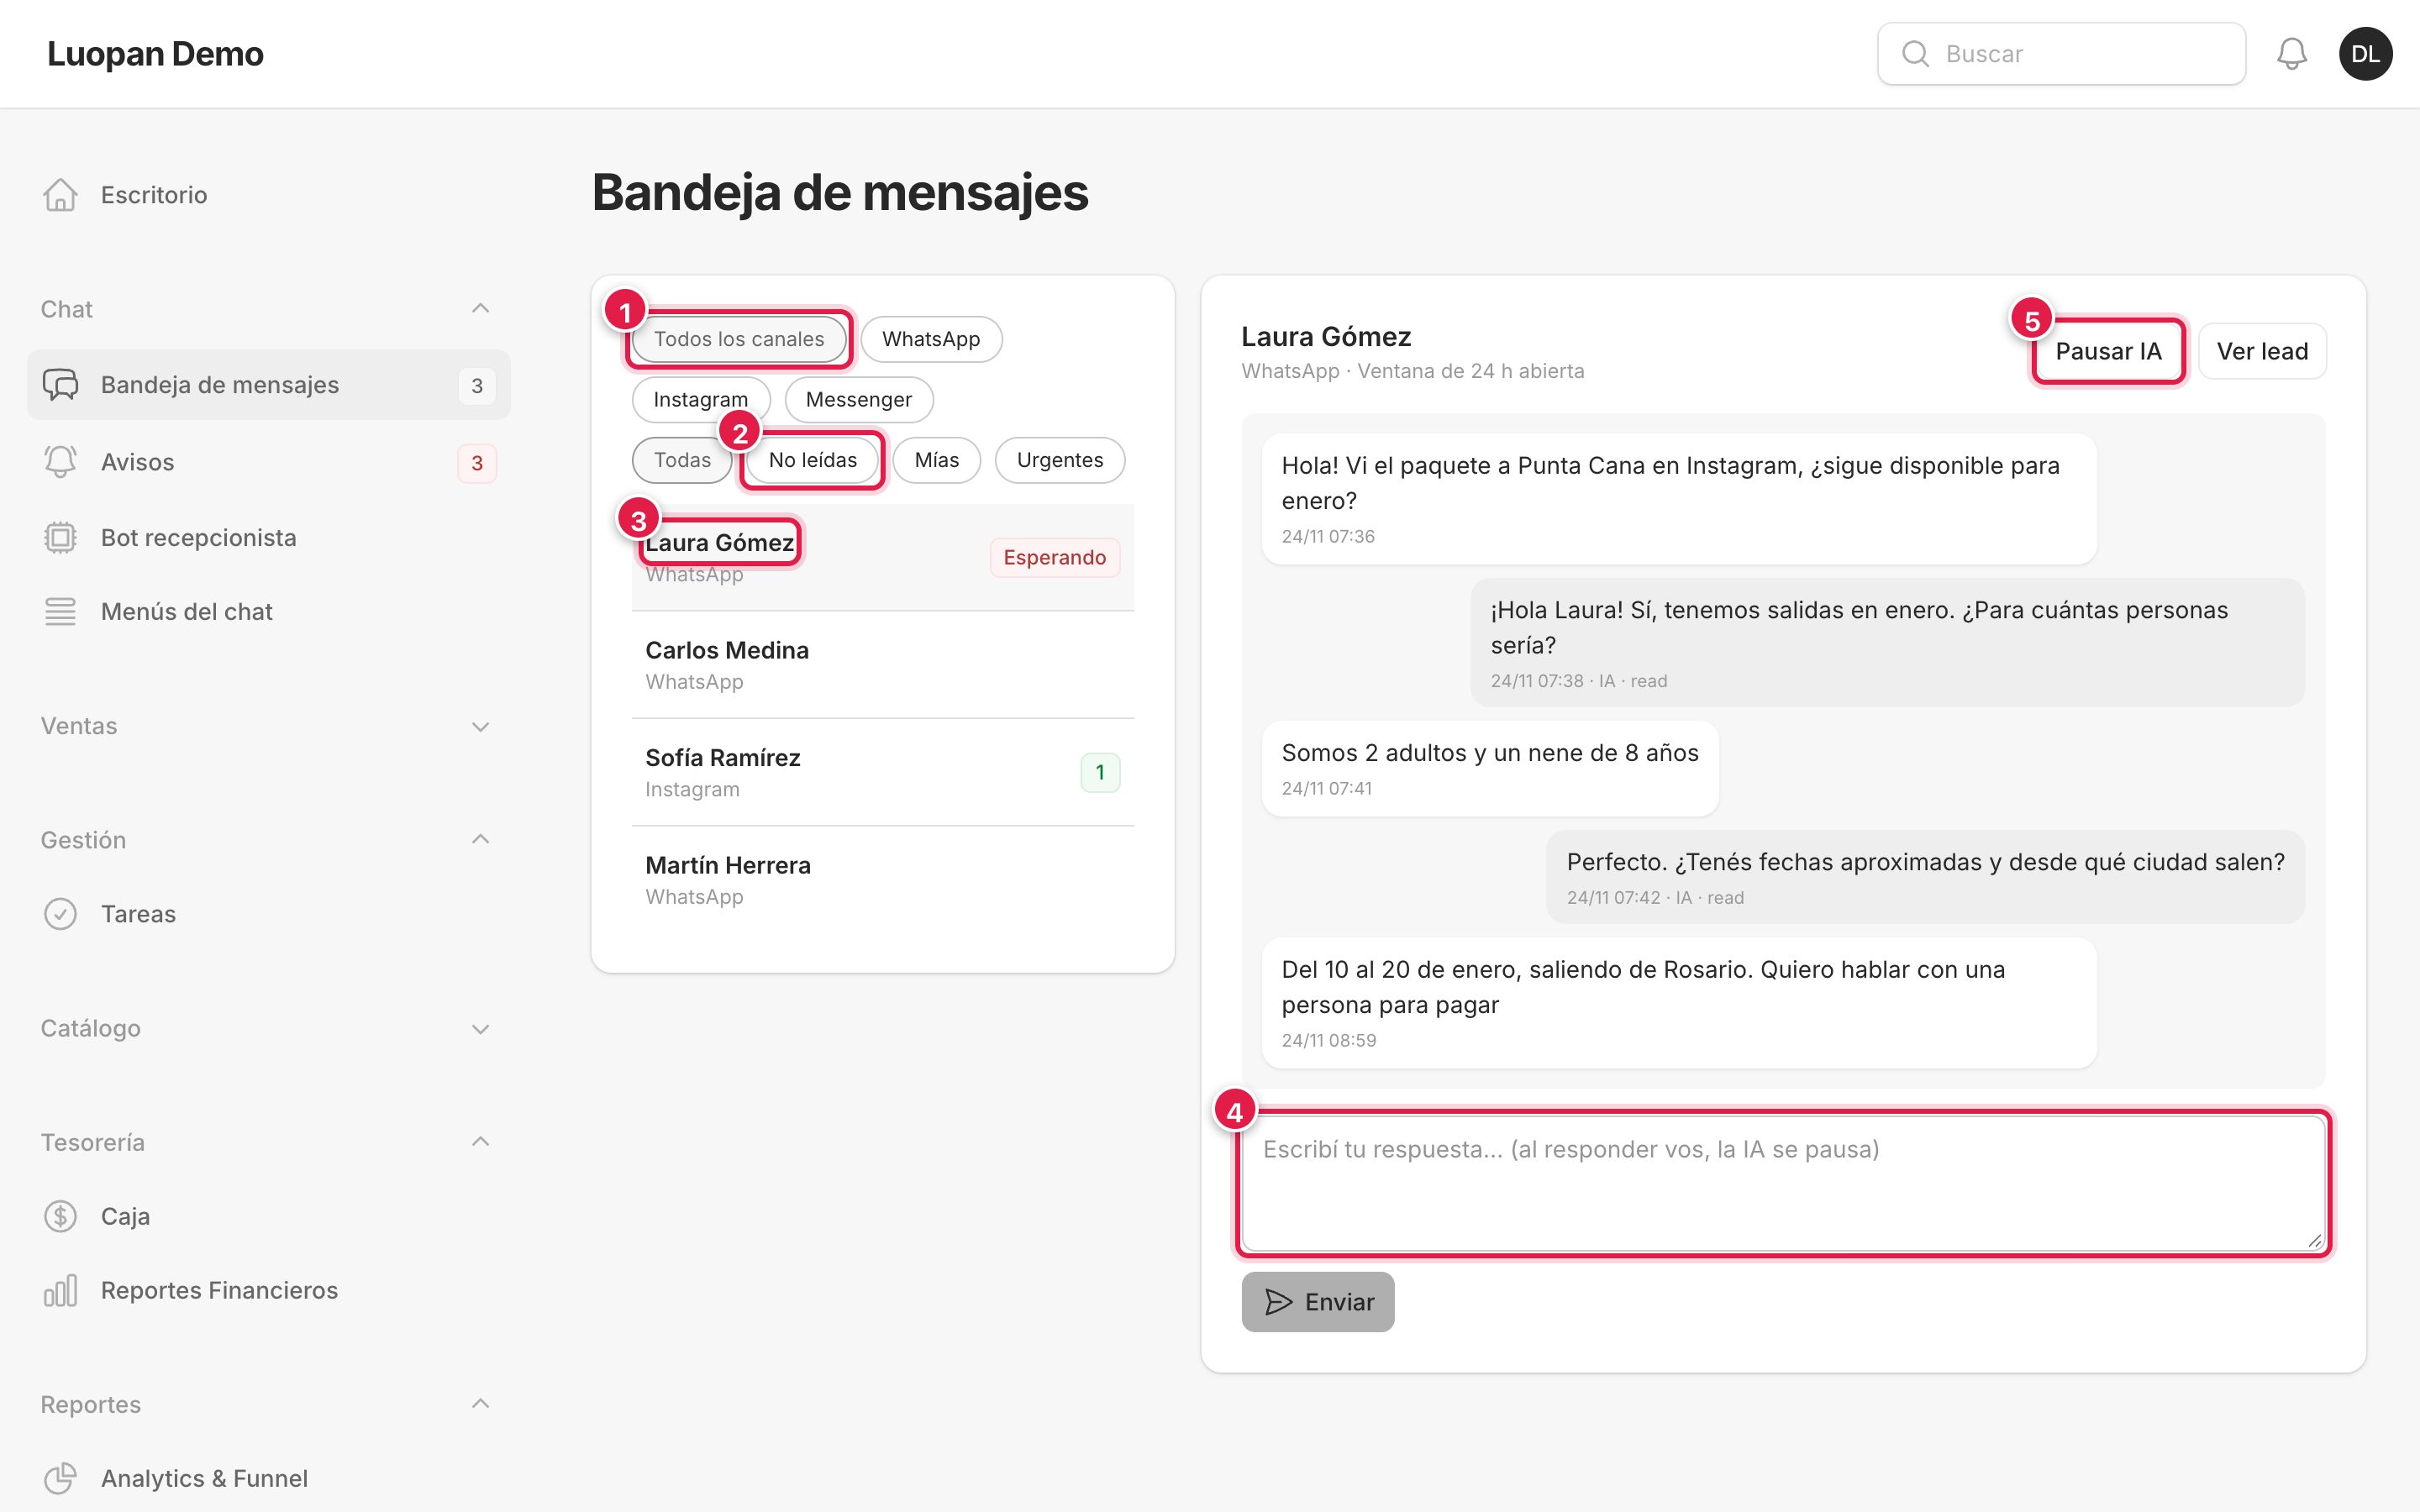 Luopan Demo
Buscar
DL
Escritorio
Chat
Bandeja de mensajes 3
Avisos 3
Bot recepcionista
Menús del chat
Ventas
Gestión
Tareas
Catálogo
Tesorería
Caja
Reportes Financieros
Reportes
Analytics & Funnel
Bandeja de mensajes
1
Todos los canales WhatsApp
Instagram Messenger
2
Todas No leídas Mías Urgentes
3
Laura Gómez
WhatsApp
Esperando
Carlos Medina
WhatsApp
Sofía Ramírez
Instagram
1
Martín Herrera
WhatsApp
Laura Gómez
WhatsApp · Ventana de 24 h abierta
5
Pausar IA Ver lead
Hola! Vi el paquete a Punta Cana en Instagram, ¿sigue disponible para
enero?
24/11 07:36
¡Hola Laura! Sí, tenemos salidas en enero. ¿Para cuántas personas
sería?
24/11 07:38 · IA · read
Somos 2 adultos y un nene de 8 años
24/11 07:41
Perfecto. ¿Tenés fechas aproximadas y desde qué ciudad salen?
24/11 07:42 · IA · read
Del 10 al 20 de enero, saliendo de Rosario. Quiero hablar con una
persona para pagar
24/11 08:59
4
Escribí tu respuesta... (al responder vos, la IA se pausa)
Enviar